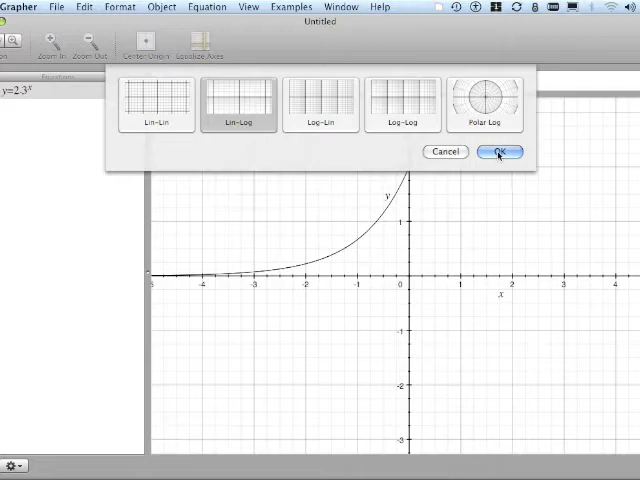 Grapher File Edit Format Object Equation View Examples Window Help
Untitled
Zoom In Zoom Out Center Origin Equalize Axes
Equations
y=2.3ˣ
Lin-Lin Lin-Log Log-Lin Log-Log Polar Log
Cancel OK
y
1
-4 -3 -2 -1 0 1 2 3 4
x
-1
-2
-3